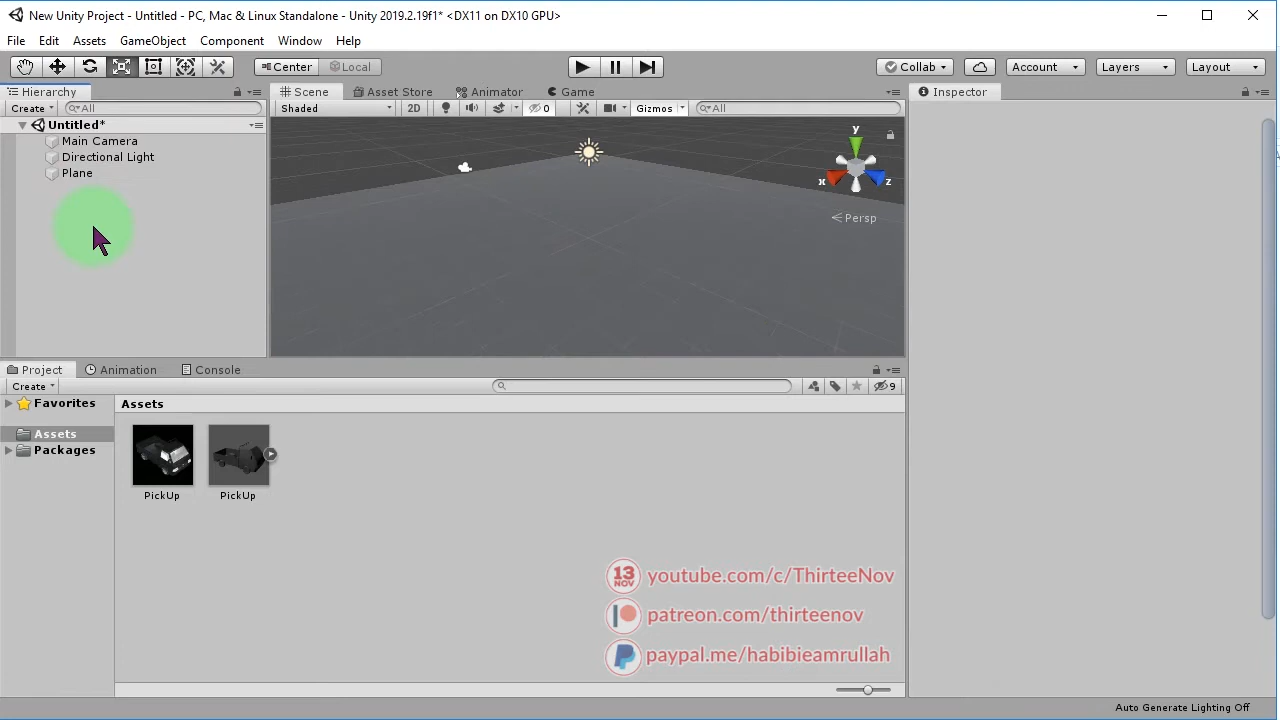 New Unity Project - Untitled - PC, Mac & Linux Standalone - Unity 2019.2.19f1* <DX11 on DX10 GPU>
File Edit Assets GameObject Component Window Help
Center Local Collab Account Layers Layout
Hierarchy Scene Asset Store Animator Game Inspector
Create All Shaded 2D 0 Gizmos All
Untitled*
Main Camera
Directional Light
Plane
y
x z
Persp
Project Animation Console
Create 9
Favorites
Assets
Packages
Assets
PickUp PickUp
13 NOV youtube.com/c/ThirteeNov
patreon.com/thirteenov
paypal.me/habibieamrullah
Auto Generate Lighting Off